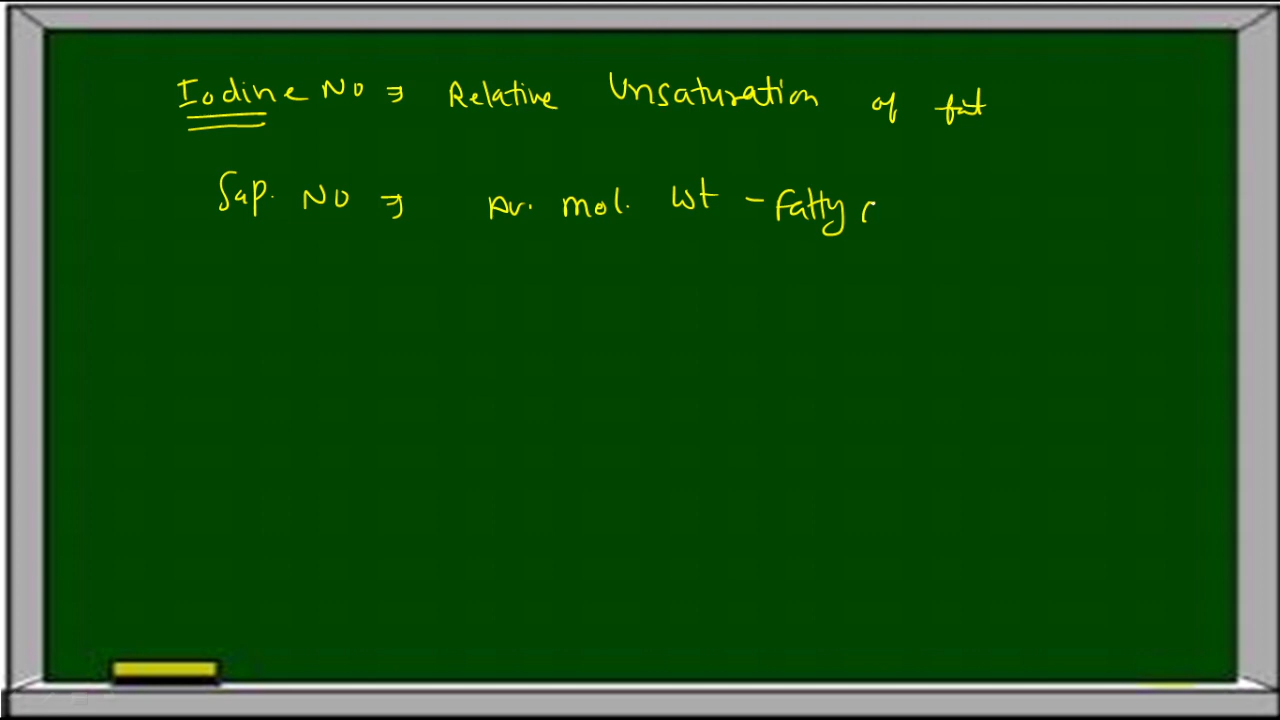 Iodine No ⇒ Relative Unsaturation of fat
Sap. No ⇒ Av. mol. wt - Fatty